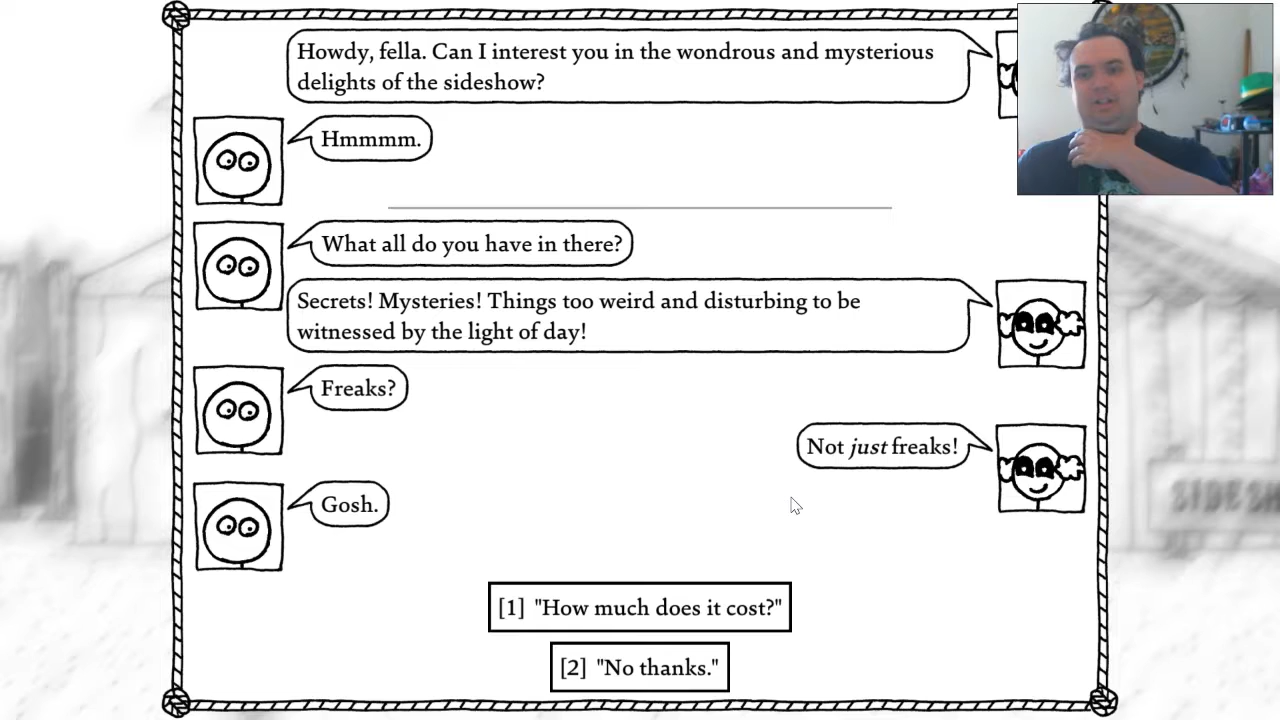 Howdy, fella. Can I interest you in the wondrous and mysterious
delights of the sideshow?
Hmmmm.
What all do you have in there?
Secrets! Mysteries! Things too weird and disturbing to be
witnessed by the light of day!
Freaks?
Not just freaks!
Gosh.
[1] "How much does it cost?"
[2] "No thanks."
SIDESH